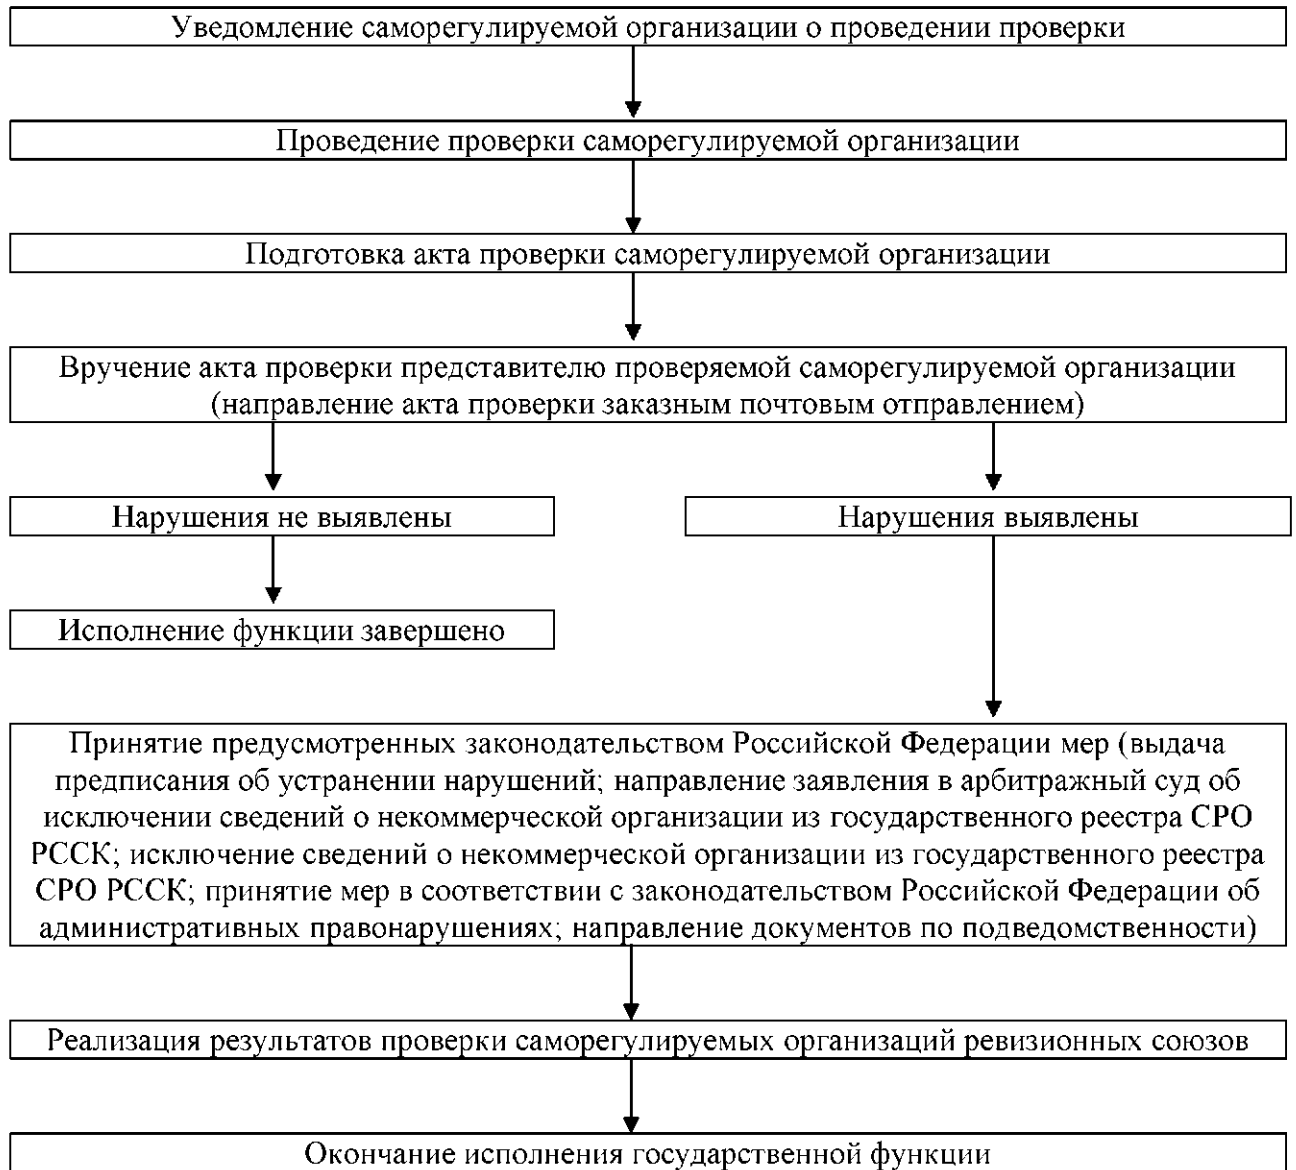 Уведомление саморегулируемой организации о проведении проверки
Проведение проверки саморегулируемой организации
Подготовка акта проверки саморегулируемой организации
Вручение акта проверки представителю проверяемой саморегулируемой организации
(направление акта проверки заказным почтовым отправлением)
Нарушения не выявлены
Нарушения выявлены
Исполнение функции завершено
Принятие предусмотренных законодательством Российской Федерации мер (выдача
предписания об устранении нарушений; направление заявления в арбитражный суд об
исключении сведений о некоммерческой организации из государственного реестра СРО
РССК; исключение сведений о некоммерческой организации из государственного реестра
СРО РССК; принятие мер в соответствии с законодательством Российской Федерации об
административных правонарушениях; направление документов по подведомственности)
Реализация результатов проверки саморегулируемых организаций ревизионных союзов
Окончание исполнения государственной функции